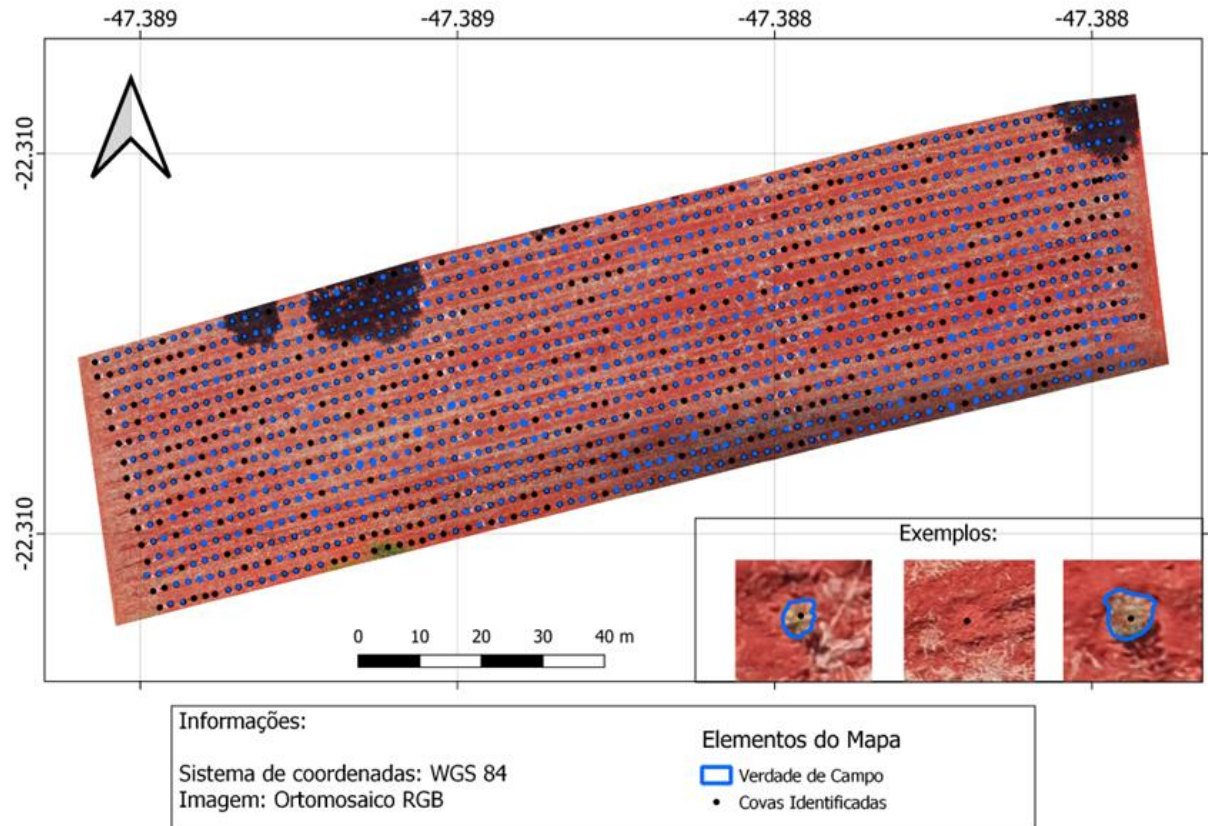 -47.389 -47.389 -47.388 -47.388
-22.310
-22.310
Exemplos:
0 10 20 30 40 m
Informações:
Sistema de coordenadas: WGS 84
Imagem: Ortomosaico RGB
Elementos do Mapa
Verdade de Campo
Covas Identificadas